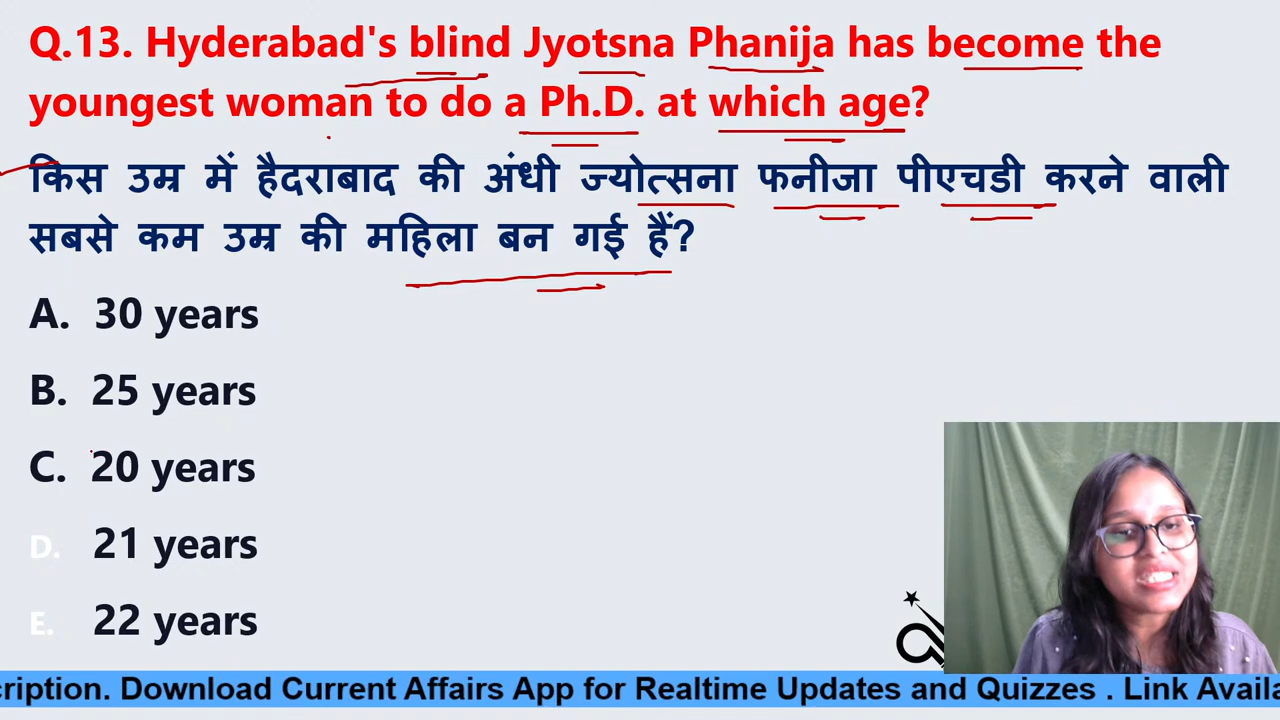 Q.13. Hyderabad's blind Jyotsna Phanija has become the
youngest woman to do a Ph.D. at which age?
किस उम्र में हैदराबाद की अंधी ज्योत्सना फनीजा पीएचडी करने वाली
सबसे कम उम्र की महिला बन गई हैं?
A. 30 years
B. 25 years
C. 20 years
D. 21 years
E. 22 years
cription. Download Current Affairs App for Realtime Updates and Quizzes . Link Availa